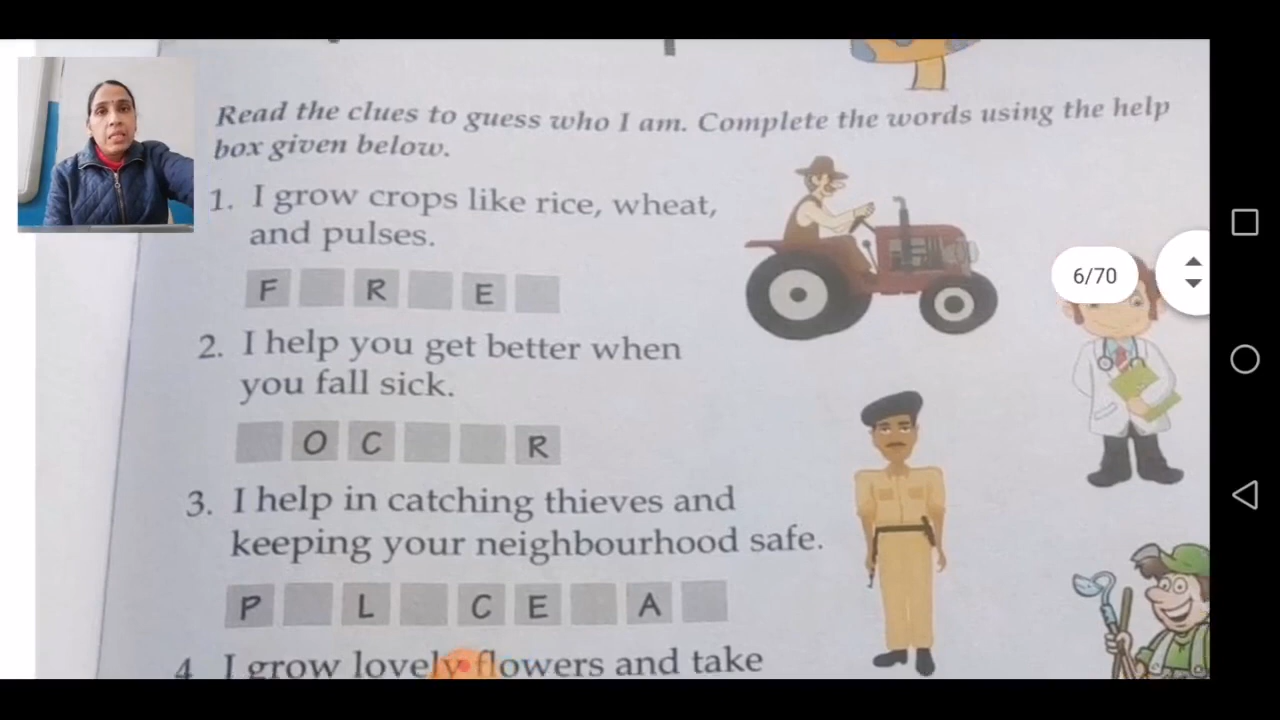 Read the clues to guess who I am. Complete the words using the help
box given below.
1. I grow crops like rice, wheat,
and pulses.
F R E
6/70
2. I help you get better when
you fall sick.
O C R
3. I help in catching thieves and
keeping your neighbourhood safe.
P L C E A
4 I grow lovely flowers and take